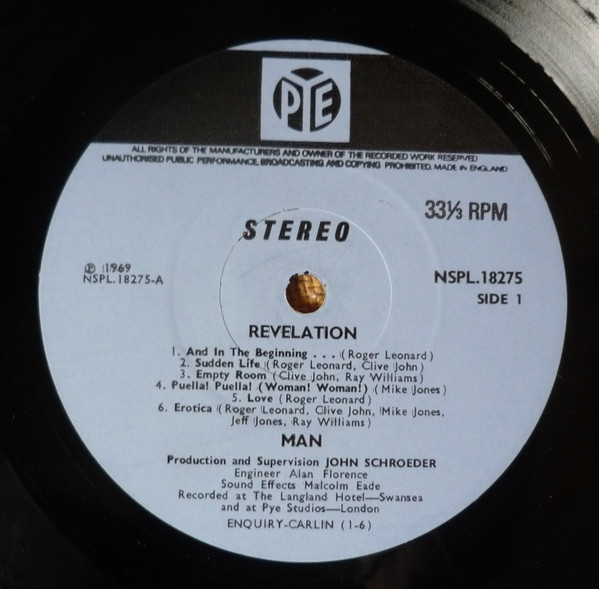 PYE
ALL RIGHTS OF THE MANUFACTURERS AND OWNER OF THE RECORDED WORK RESERVED
UNAUTHORISED PUBLIC PERFORMANCE, BROADCASTING AND COPYING PROHIBITED. MADE IN ENGLAND
33⅓ RPM
STEREO
℗ 1969
NSPL.18275-A
NSPL.18275
SIDE 1
REVELATION
1. And In The Beginning . . . (Roger Leonard)
2. Sudden Life (Roger Leonard, Clive John)
3. Empty Room (Clive John, Ray Williams)
4. Puella! Puella! (Woman! Woman!) (Mike Jones)
5. Love (Roger Leonard)
6. Erotica (Roger Leonard, Clive John, Mike Jones,
Jeff Jones, Ray Williams)
MAN
Production and Supervision JOHN SCHROEDER
Engineer Alan Florence
Sound Effects Malcolm Eade
Recorded at The Langland Hotel—Swansea
and at Pye Studios—London
ENQUIRY-CARLIN (1-6)